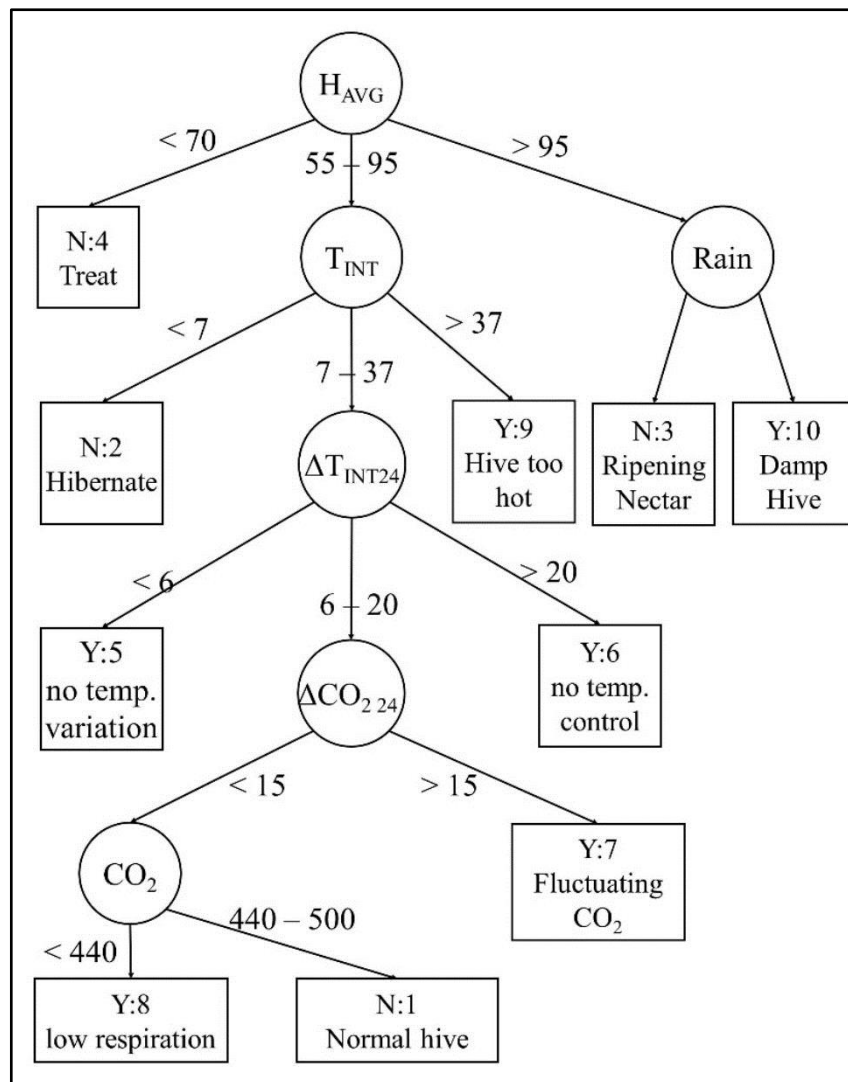 H_AVG
< 70
55 – 95
> 95
N:4
Treat
T_INT
Rain
< 7
7 – 37
> 37
N:2
Hibernate
ΔT_INT24
Y:9
Hive too
hot
N:3
Ripening
Nectar
Y:10
Damp
Hive
< 6
6 – 20
> 20
Y:5
no temp.
variation
ΔCO₂ ₂₄
Y:6
no temp.
control
< 15
> 15
CO₂
Y:7
Fluctuating
CO₂
< 440
440 – 500
Y:8
low respiration
N:1
Normal hive